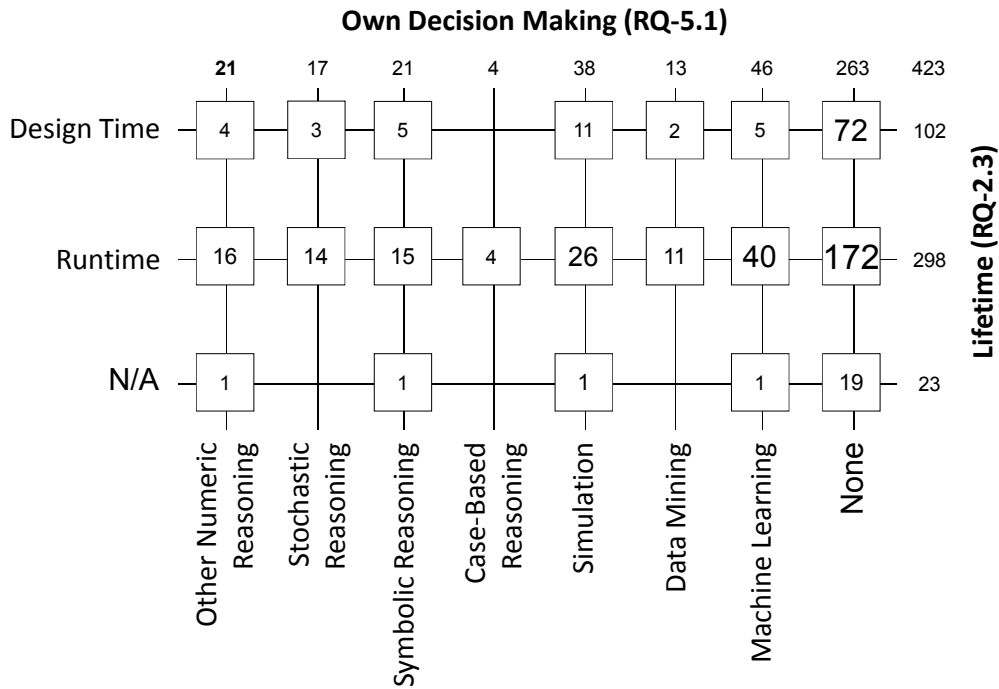 Own Decision Making (RQ-5.1)
21 17 21 4 38 13 46 263 423
Design Time 4 3 5 11 2 5 72 102
Runtime 16 14 15 4 26 11 40 172 298
N/A 1 1 1 1 19 23
Lifetime (RQ-2.3)
Other Numeric
Reasoning
Stochastic
Reasoning
Symbolic Reasoning
Case-Based
Reasoning
Simulation
Data Mining
Machine Learning
None